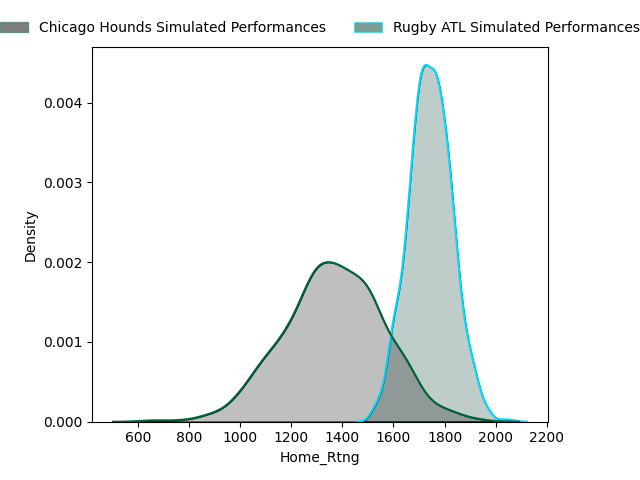 Chicago Hounds Simulated Performances Rugby ATL Simulated Performances
0.004
0.003
0.002
0.001
0.000
Density
600 800 1000 1200 1400 1600 1800 2000 2200
Home_Rtng